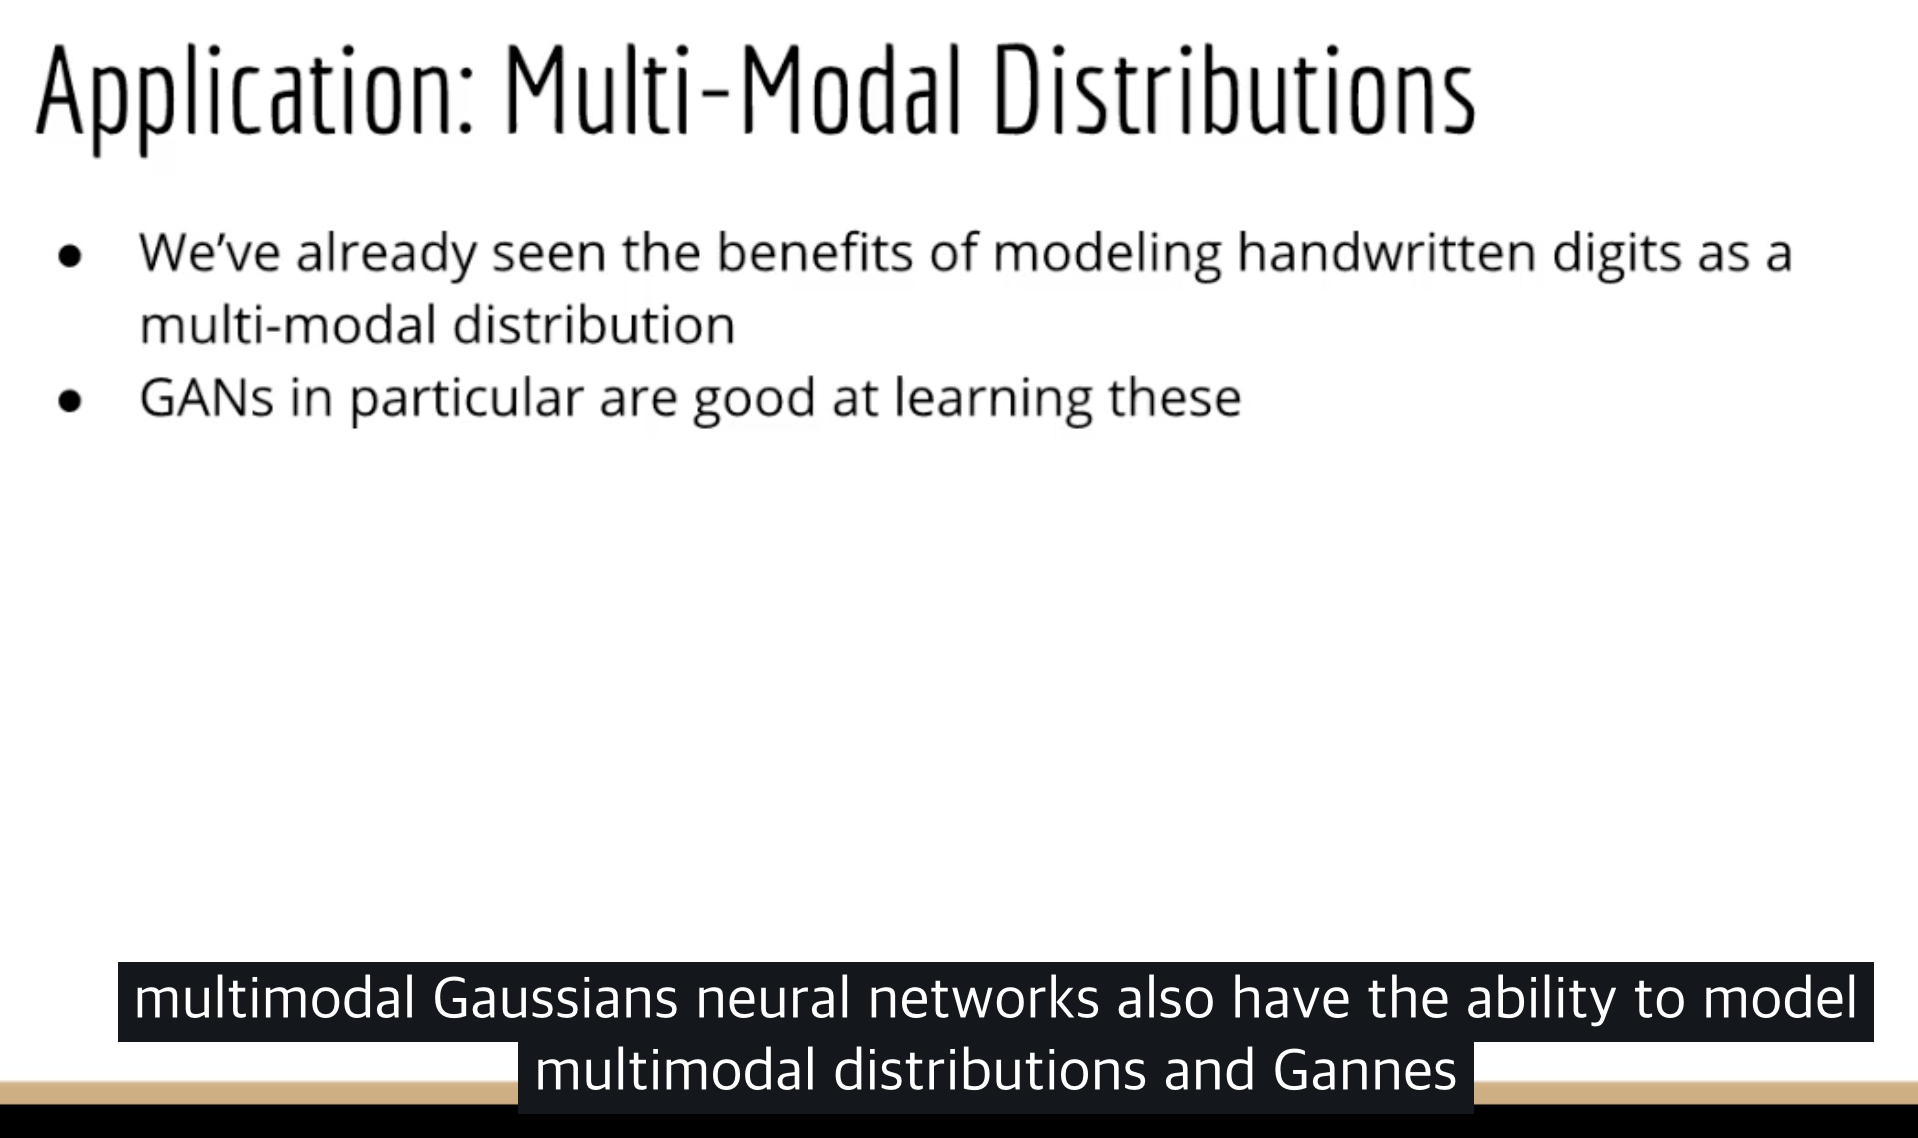 Application: Multi-Modal Distributions
● We’ve already seen the benefits of modeling handwritten digits as a
multi-modal distribution
● GANs in particular are good at learning these
multimodal Gaussians neural networks also have the ability to model
multimodal distributions and Gannes